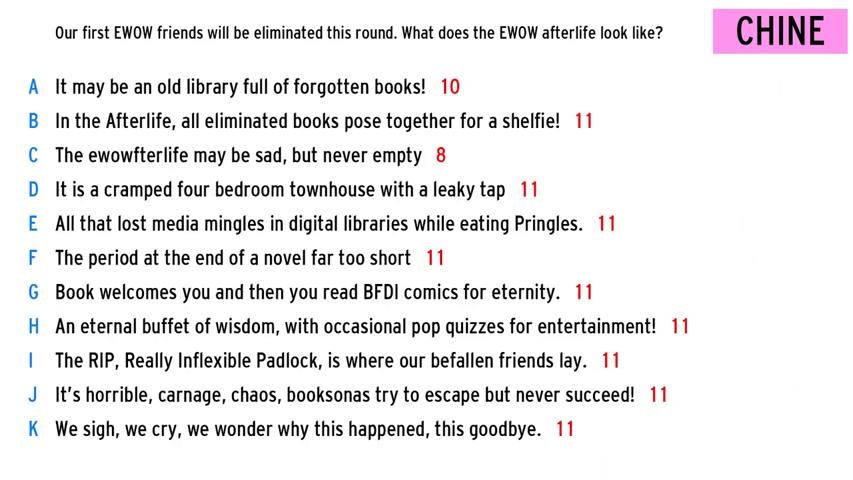 Our first EWOW friends will be eliminated this round. What does the EWOW afterlife look like?
CHINE
A It may be an old library full of forgotten books! 10
B In the Afterlife, all eliminated books pose together for a shelfie! 11
C The ewowfterlife may be sad, but never empty 8
D It is a cramped four bedroom townhouse with a leaky tap 11
E All that lost media mingles in digital libraries while eating Pringles. 11
F The period at the end of a novel far too short 11
G Book welcomes you and then you read BFDI comics for eternity. 11
H An eternal buffet of wisdom, with occasional pop quizzes for entertainment! 11
I The RIP, Really Inflexible Padlock, is where our befallen friends lay. 11
J It's horrible, carnage, chaos, booksonas try to escape but never succeed! 11
K We sigh, we cry, we wonder why this happened, this goodbye. 11